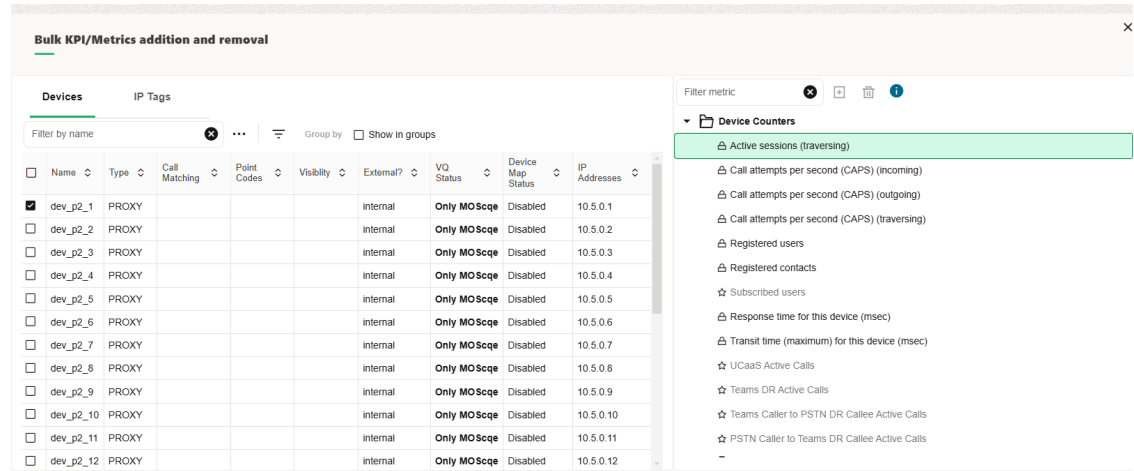 Bulk KPI/Metrics addition and removal
Devices IP Tags
Filter by name Group by Show in groups
Name Type Call Matching Point Codes Visiblity External? VQ Status Device Map Status IP Addresses
dev_p2_1 PROXY internal Only MOScqe Disabled 10.5.0.1
dev_p2_2 PROXY internal Only MOScqe Disabled 10.5.0.2
dev_p2_3 PROXY internal Only MOScqe Disabled 10.5.0.3
dev_p2_4 PROXY internal Only MOScqe Disabled 10.5.0.4
dev_p2_5 PROXY internal Only MOScqe Disabled 10.5.0.5
dev_p2_6 PROXY internal Only MOScqe Disabled 10.5.0.6
dev_p2_7 PROXY internal Only MOScqe Disabled 10.5.0.7
dev_p2_8 PROXY internal Only MOScqe Disabled 10.5.0.8
dev_p2_9 PROXY internal Only MOScqe Disabled 10.5.0.9
dev_p2_10 PROXY internal Only MOScqe Disabled 10.5.0.10
dev_p2_11 PROXY internal Only MOScqe Disabled 10.5.0.11
dev_p2_12 PROXY internal Only MOScqe Disabled 10.5.0.12
Filter metric
Device Counters
Active sessions (traversing)
Call attempts per second (CAPS) (incoming)
Call attempts per second (CAPS) (outgoing)
Call attempts per second (CAPS) (traversing)
Registered users
Registered contacts
Subscribed users
Response time for this device (msec)
Transit time (maximum) for this device (msec)
UCaaS Active Calls
Teams DR Active Calls
Teams Caller to PSTN DR Callee Active Calls
PSTN Caller to Teams DR Callee Active Calls